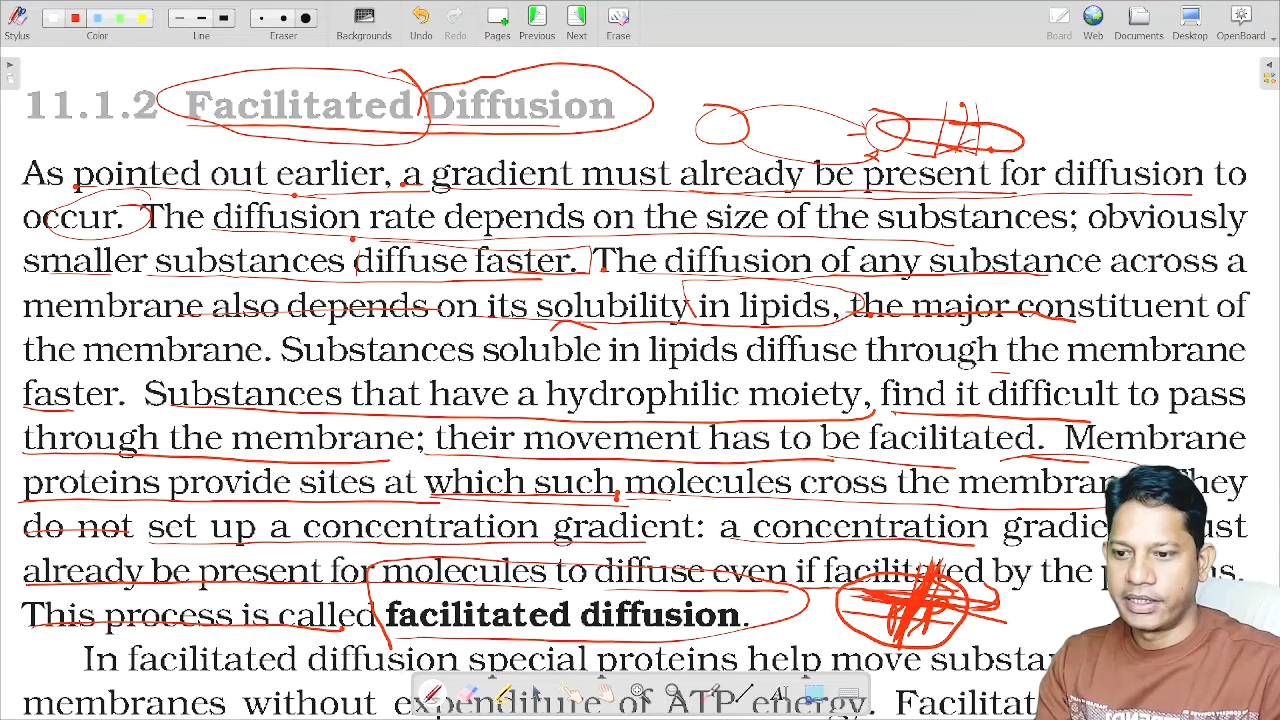 Stylus Color Line Eraser Backgrounds Undo Redo Pages Previous Next Erase Board Web Documents Desktop OpenBoard
11.1.2 Facilitated Diffusion
As pointed out earlier, a gradient must already be present for diffusion to
occur. The diffusion rate depends on the size of the substances; obviously
smaller substances diffuse faster. The diffusion of any substance across a
membrane also depends on its solubility in lipids, the major constituent of
the membrane. Substances soluble in lipids diffuse through the membrane
faster. Substances that have a hydrophilic moiety, find it difficult to pass
through the membrane; their movement has to be facilitated. Membrane
proteins provide sites at which such molecules cross the membran They
do not set up a concentration gradient: a concentration gradie ust
already be present for molecules to diffuse even if facilitated by the p s.
This process is called facilitated diffusion.
In facilitated diffusion special proteins help move substa
membranes without expenditure of ATP energy. Facilitat